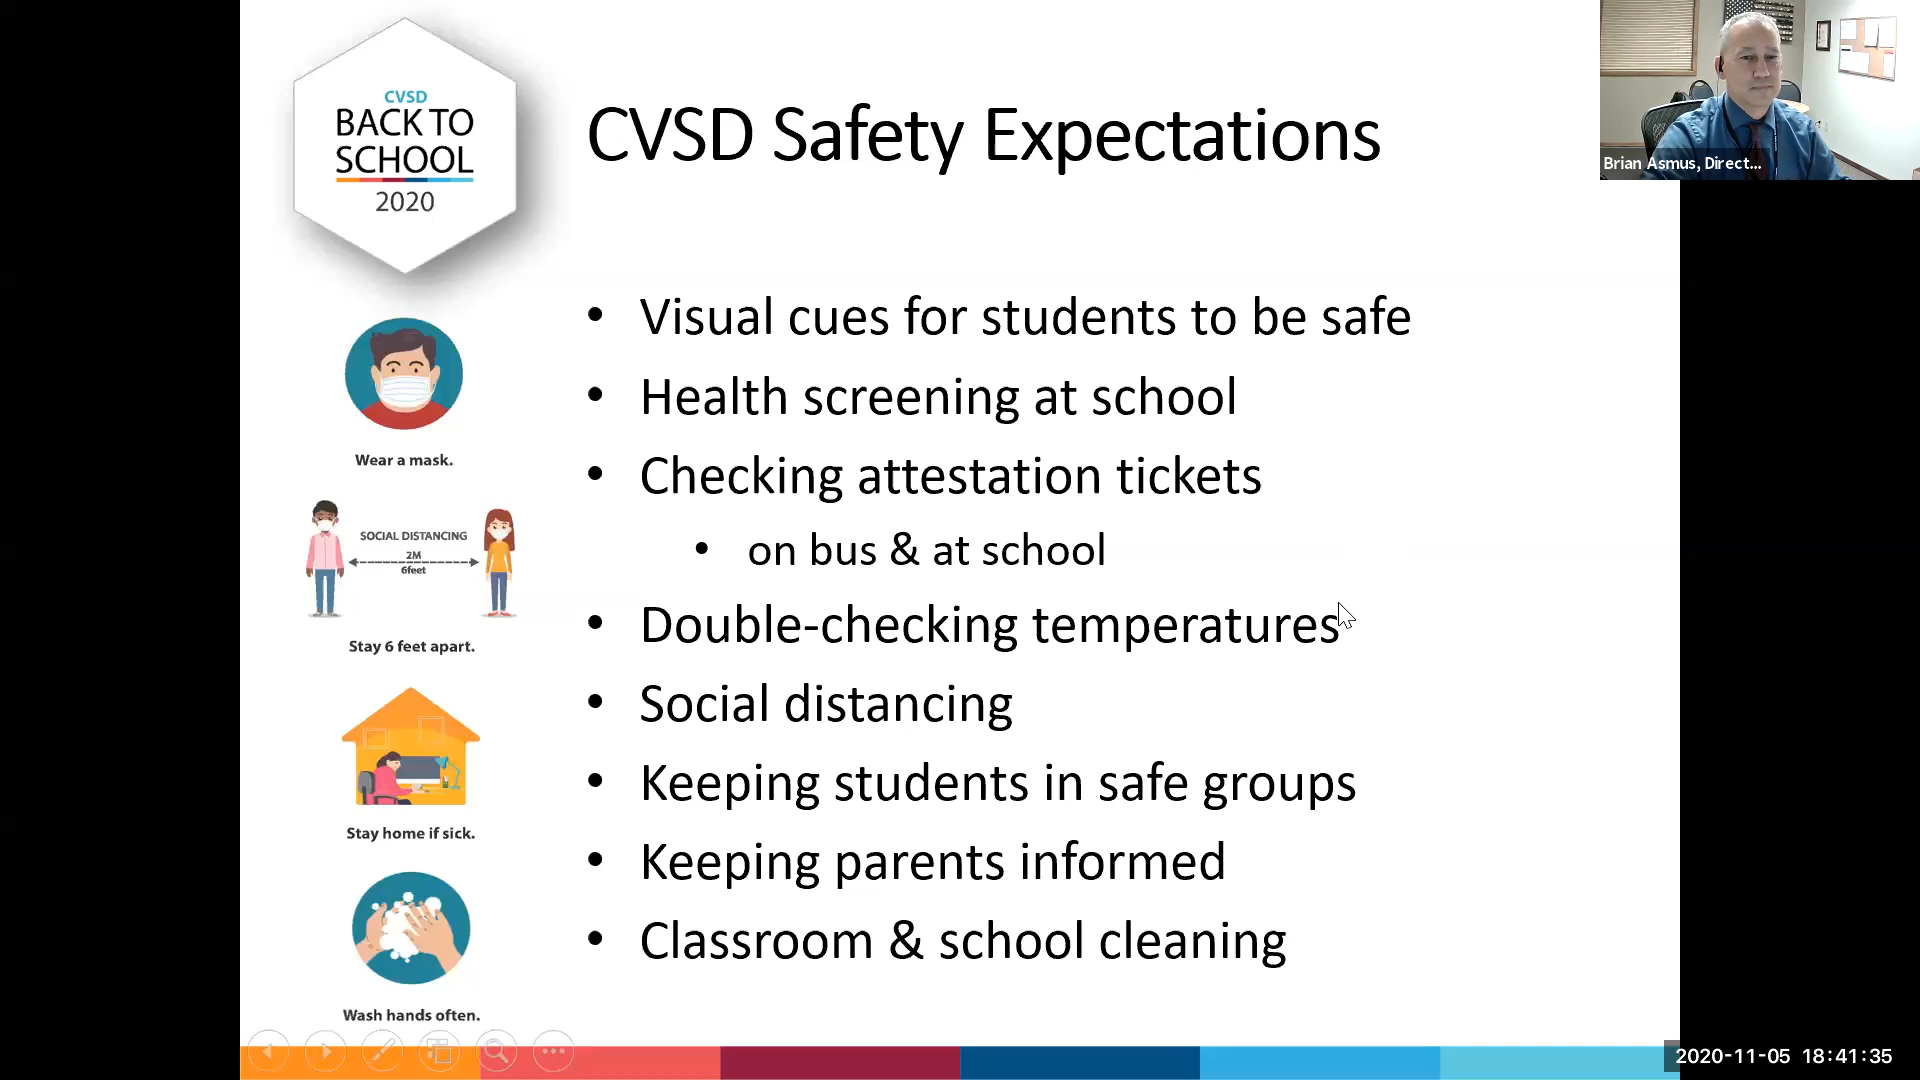 CVSD
BACK TO
SCHOOL
2020
CVSD Safety Expectations
Brian Asmus, Direct...
• Visual cues for students to be safe
• Health screening at school
• Checking attestation tickets
• on bus & at school
• Double-checking temperatures
• Social distancing
• Keeping students in safe groups
• Keeping parents informed
• Classroom & school cleaning
Wear a mask.
SOCIAL DISTANCING
2M
6feet
Stay 6 feet apart.
Stay home if sick.
Wash hands often.
2020-11-05 18:41:35